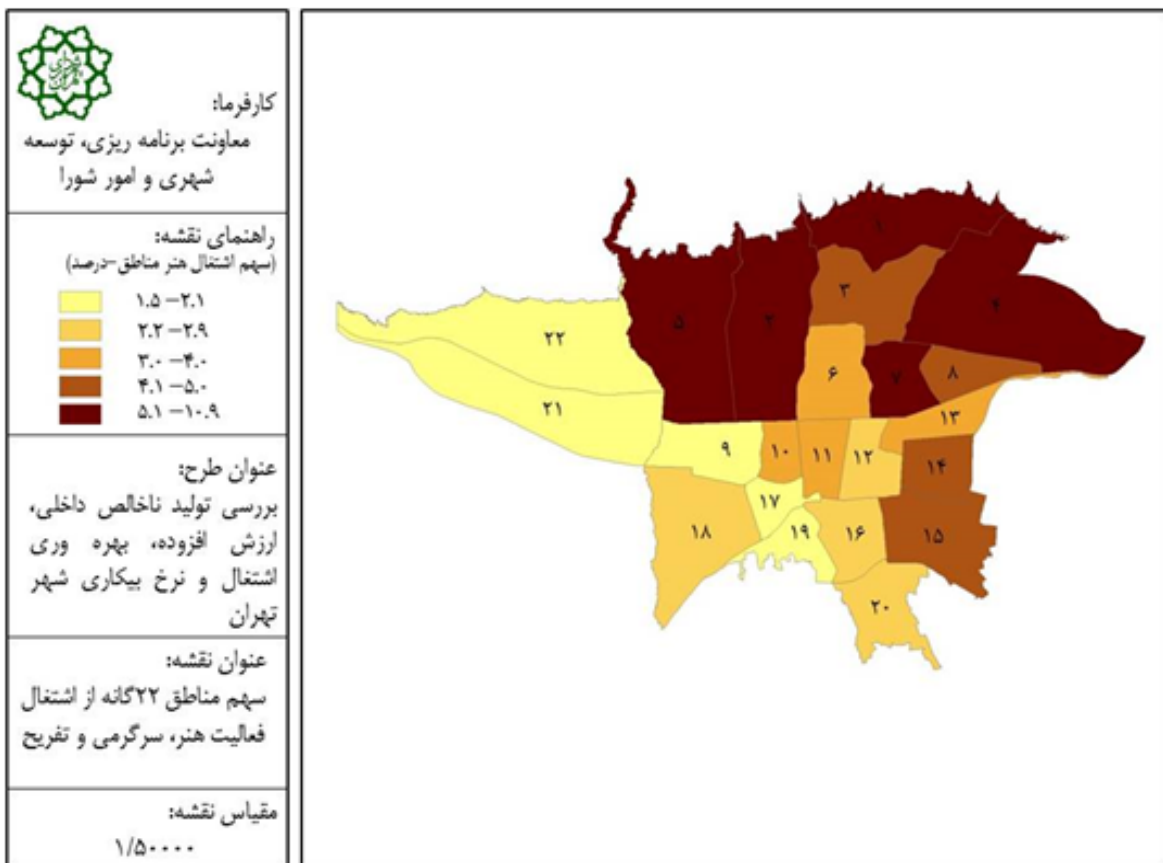 شهرداری تهران
کارفرما:
معاونت برنامه ریزی، توسعه
شهری و امور شورا
راهنمای نقشه:
(سهم اشتغال هنر مناطق-درصد)
۱.۵ – ۲.۱
۲.۲ – ۲.۹
۳.۰ – ۴.۰
۴.۱ – ۵.۰
۵.۱ – ۱۰.۹
عنوان طرح:
بررسی تولید ناخالص داخلی،
ارزش افزوده، بهره وری
اشتغال و نرخ بیکاری شهر
تهران
عنوان نقشه:
سهم مناطق ۲۲گانه از اشتغال
فعالیت هنر، سرگرمی و تفریح
مقیاس نقشه:
۱/۵۰۰۰۰
۱
۳
۴
۵
۲
۲۲
۶
۷
۸
۲۱
۱۳
۹
۱۰
۱۱
۱۲
۱۴
۱۷
۱۸
۱۹
۱۶
۱۵
۲۰